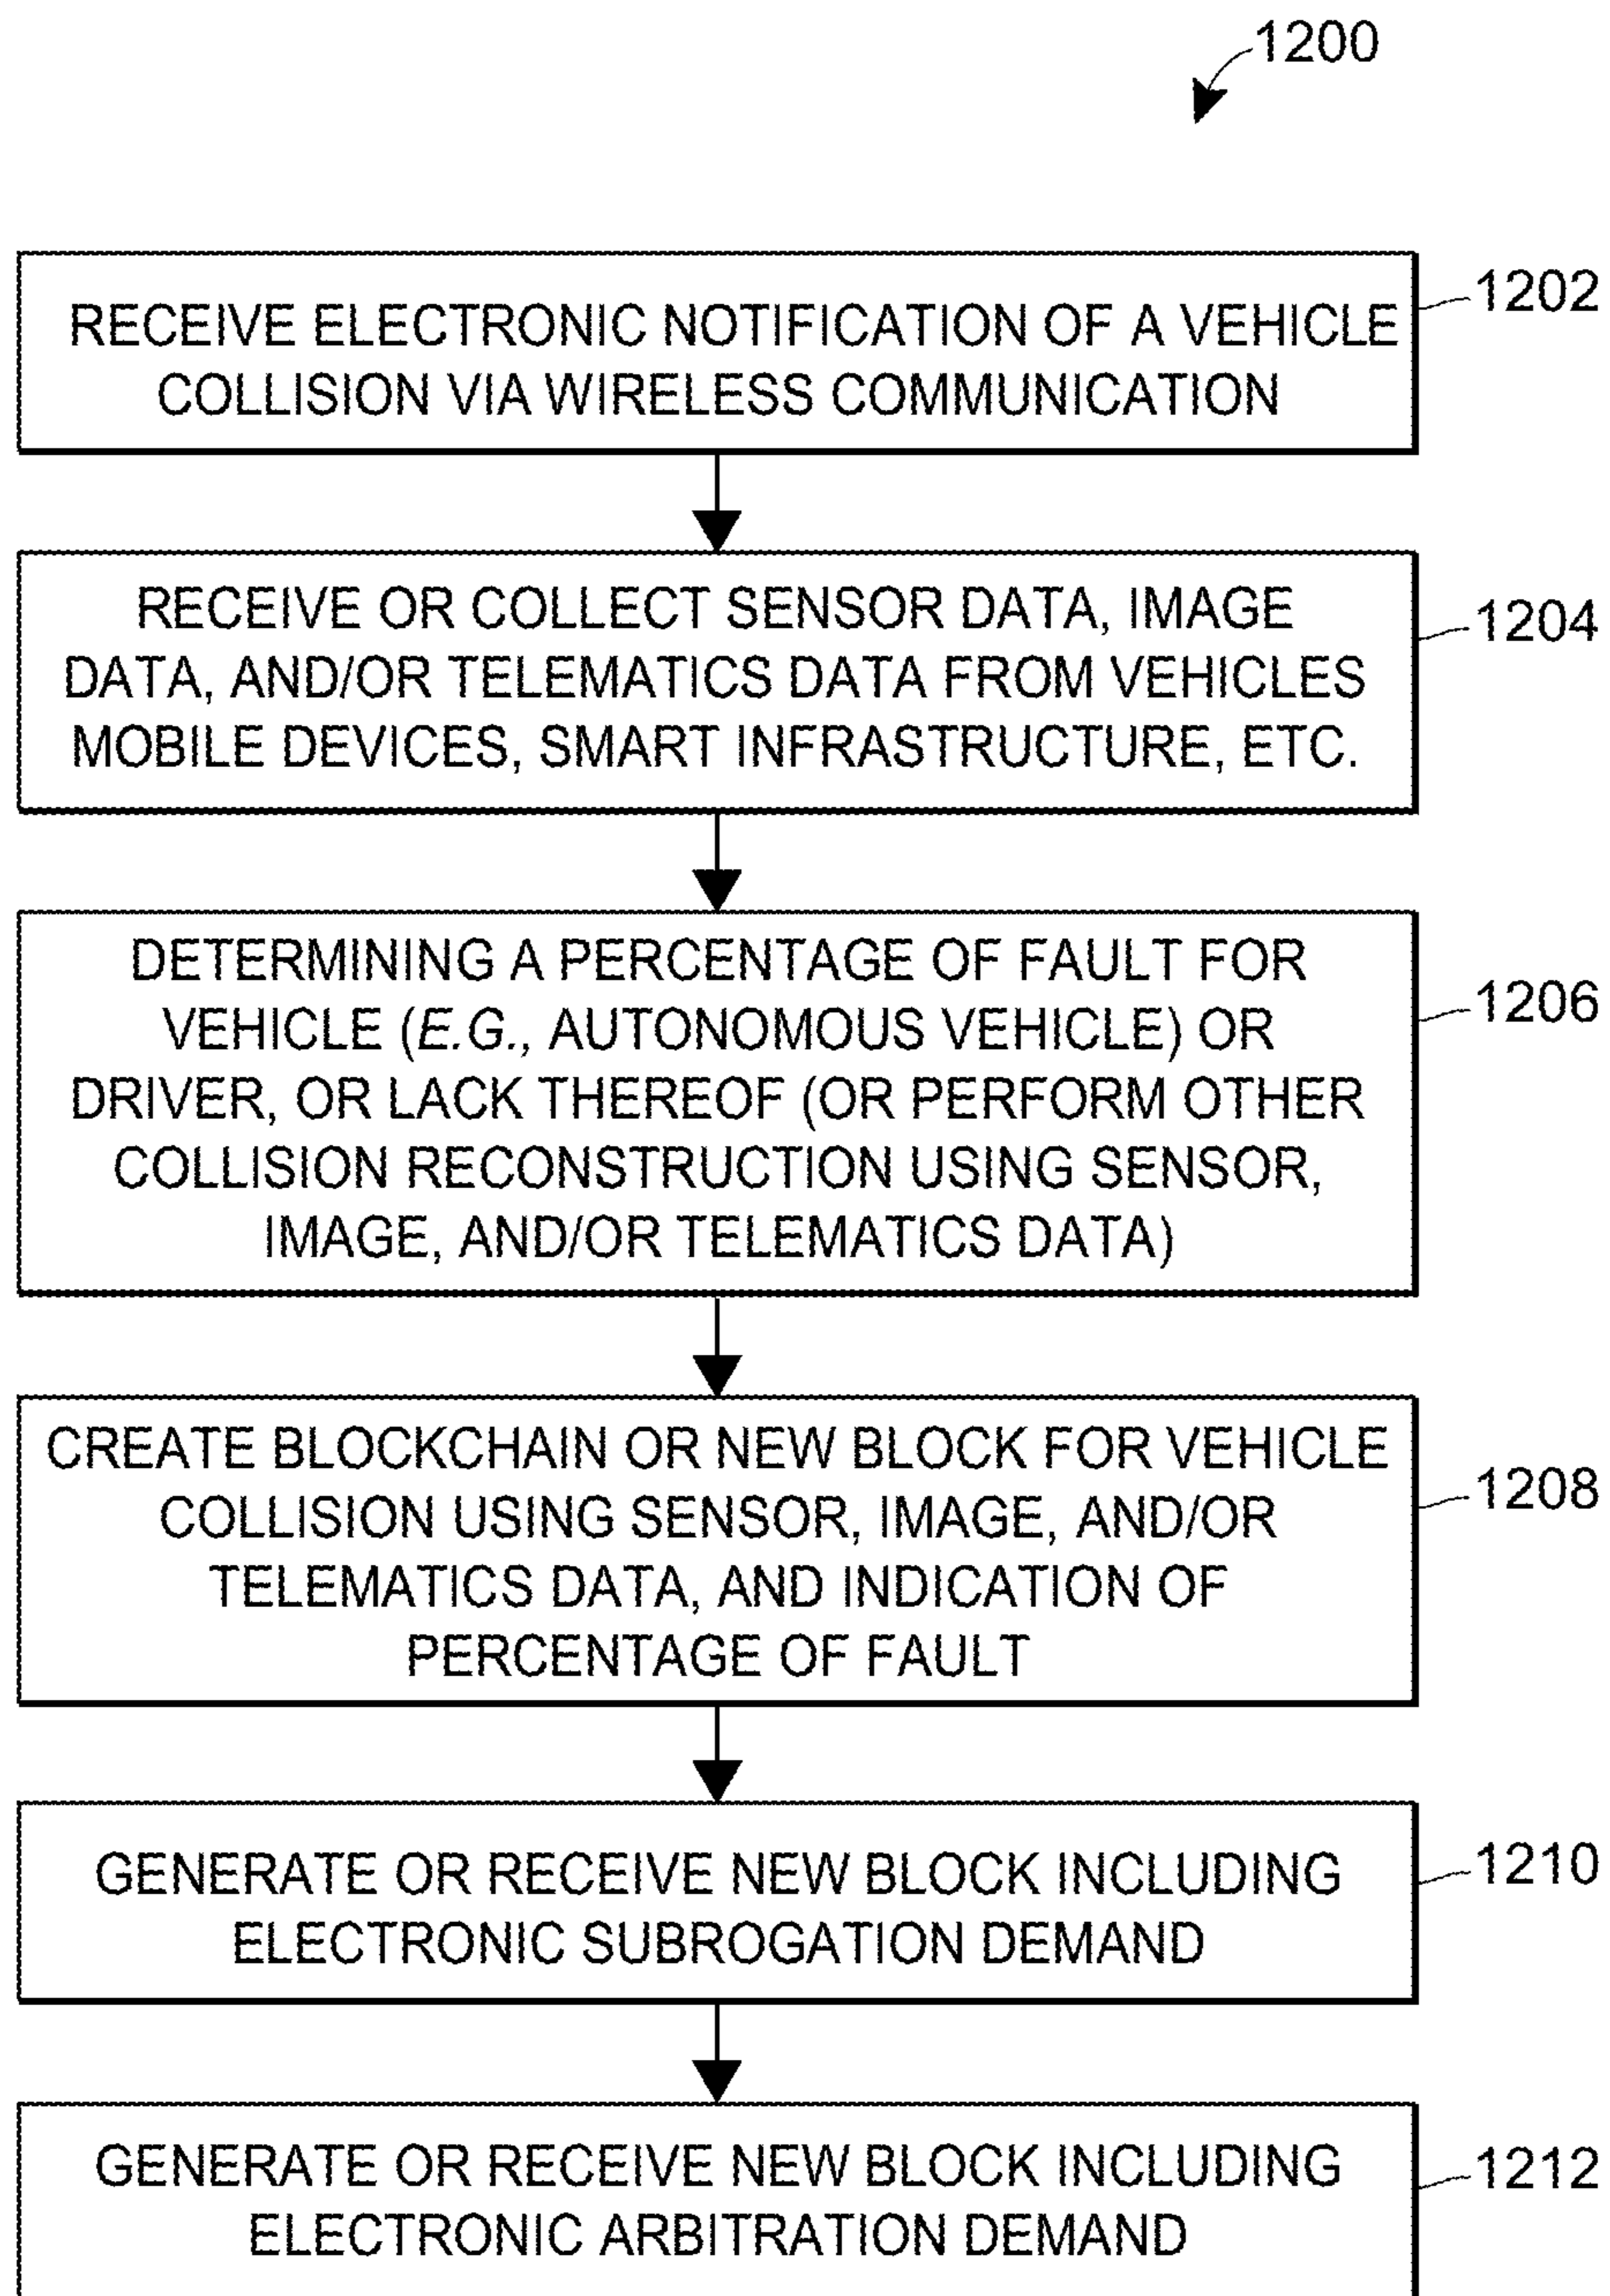 1200
RECEIVE ELECTRONIC NOTIFICATION OF A VEHICLE
COLLISION VIA WIRELESS COMMUNICATION
1202
RECEIVE OR COLLECT SENSOR DATA, IMAGE
DATA, AND/OR TELEMATICS DATA FROM VEHICLES
MOBILE DEVICES, SMART INFRASTRUCTURE, ETC.
1204
DETERMINING A PERCENTAGE OF FAULT FOR
VEHICLE (E.G., AUTONOMOUS VEHICLE) OR
DRIVER, OR LACK THEREOF (OR PERFORM OTHER
COLLISION RECONSTRUCTION USING SENSOR,
IMAGE, AND/OR TELEMATICS DATA)
1206
CREATE BLOCKCHAIN OR NEW BLOCK FOR VEHICLE
COLLISION USING SENSOR, IMAGE, AND/OR
TELEMATICS DATA, AND INDICATION OF
PERCENTAGE OF FAULT
1208
GENERATE OR RECEIVE NEW BLOCK INCLUDING
ELECTRONIC SUBROGATION DEMAND
1210
GENERATE OR RECEIVE NEW BLOCK INCLUDING
ELECTRONIC ARBITRATION DEMAND
1212